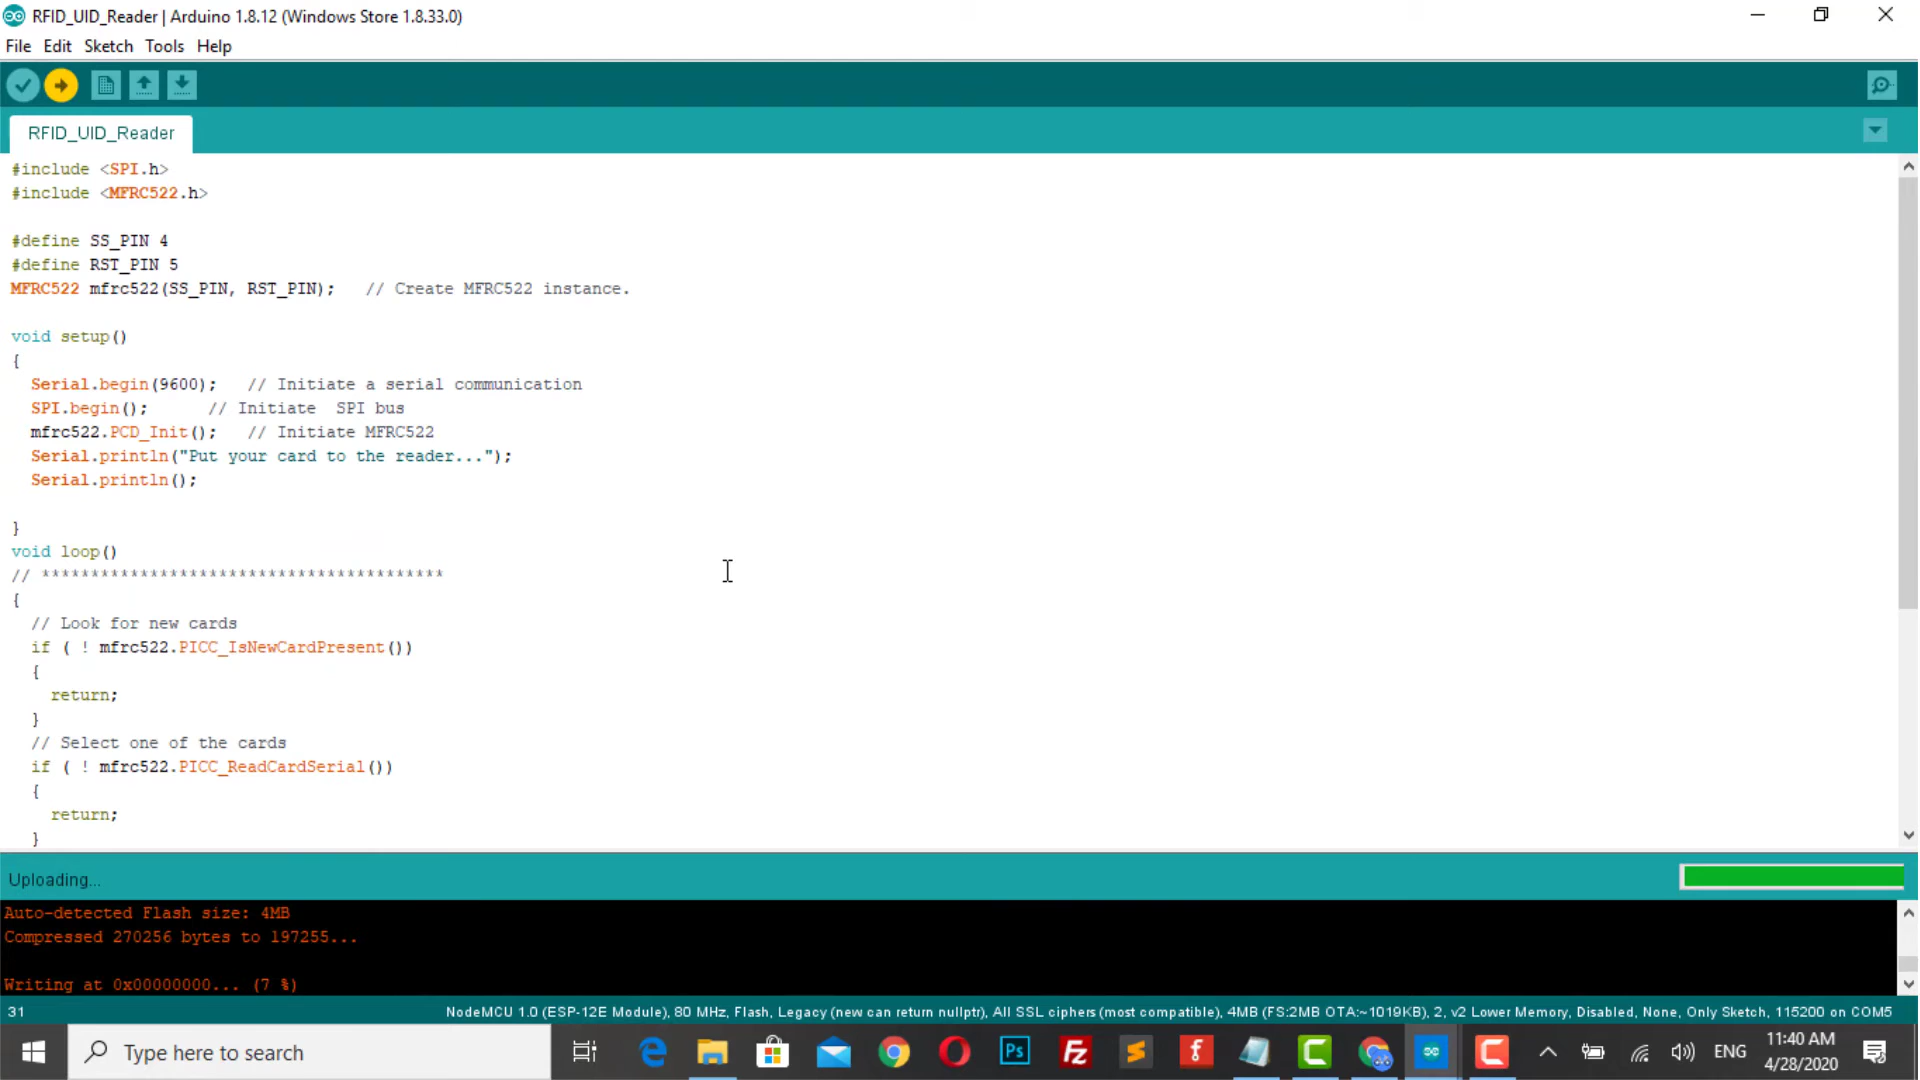 RFID_UID_Reader | Arduino 1.8.12 (Windows Store 1.8.33.0)
File Edit Sketch Tools Help
RFID_UID_Reader
#include <SPI.h>
#include <MFRC522.h>
#define SS_PIN 4
#define RST_PIN 5
MFRC522 mfrc522(SS_PIN, RST_PIN);   // Create MFRC522 instance.
void setup()
{
  Serial.begin(9600);   // Initiate a serial communication
  SPI.begin();      // Initiate  SPI bus
  mfrc522.PCD_Init();   // Initiate MFRC522
  Serial.println("Put your card to the reader...");
  Serial.println();
}
void loop()
// *****************************************
{
  // Look for new cards
  if ( ! mfrc522.PICC_IsNewCardPresent())
  {
    return;
  }
  // Select one of the cards
  if ( ! mfrc522.PICC_ReadCardSerial())
  {
    return;
  }
Uploading...
Auto-detected Flash size: 4MB
Compressed 270256 bytes to 197255...
Writing at 0x00000000... (7 %)
31 NodeMCU 1.0 (ESP-12E Module), 80 MHz, Flash, Legacy (new can return nullptr), All SSL ciphers (most compatible), 4MB (FS:2MB OTA:~1019KB), 2, v2 Lower Memory, Disabled, None, Only Sketch, 115200 on COM5
Type here to search
Ps
Fz
ENG
11:40 AM
4/28/2020